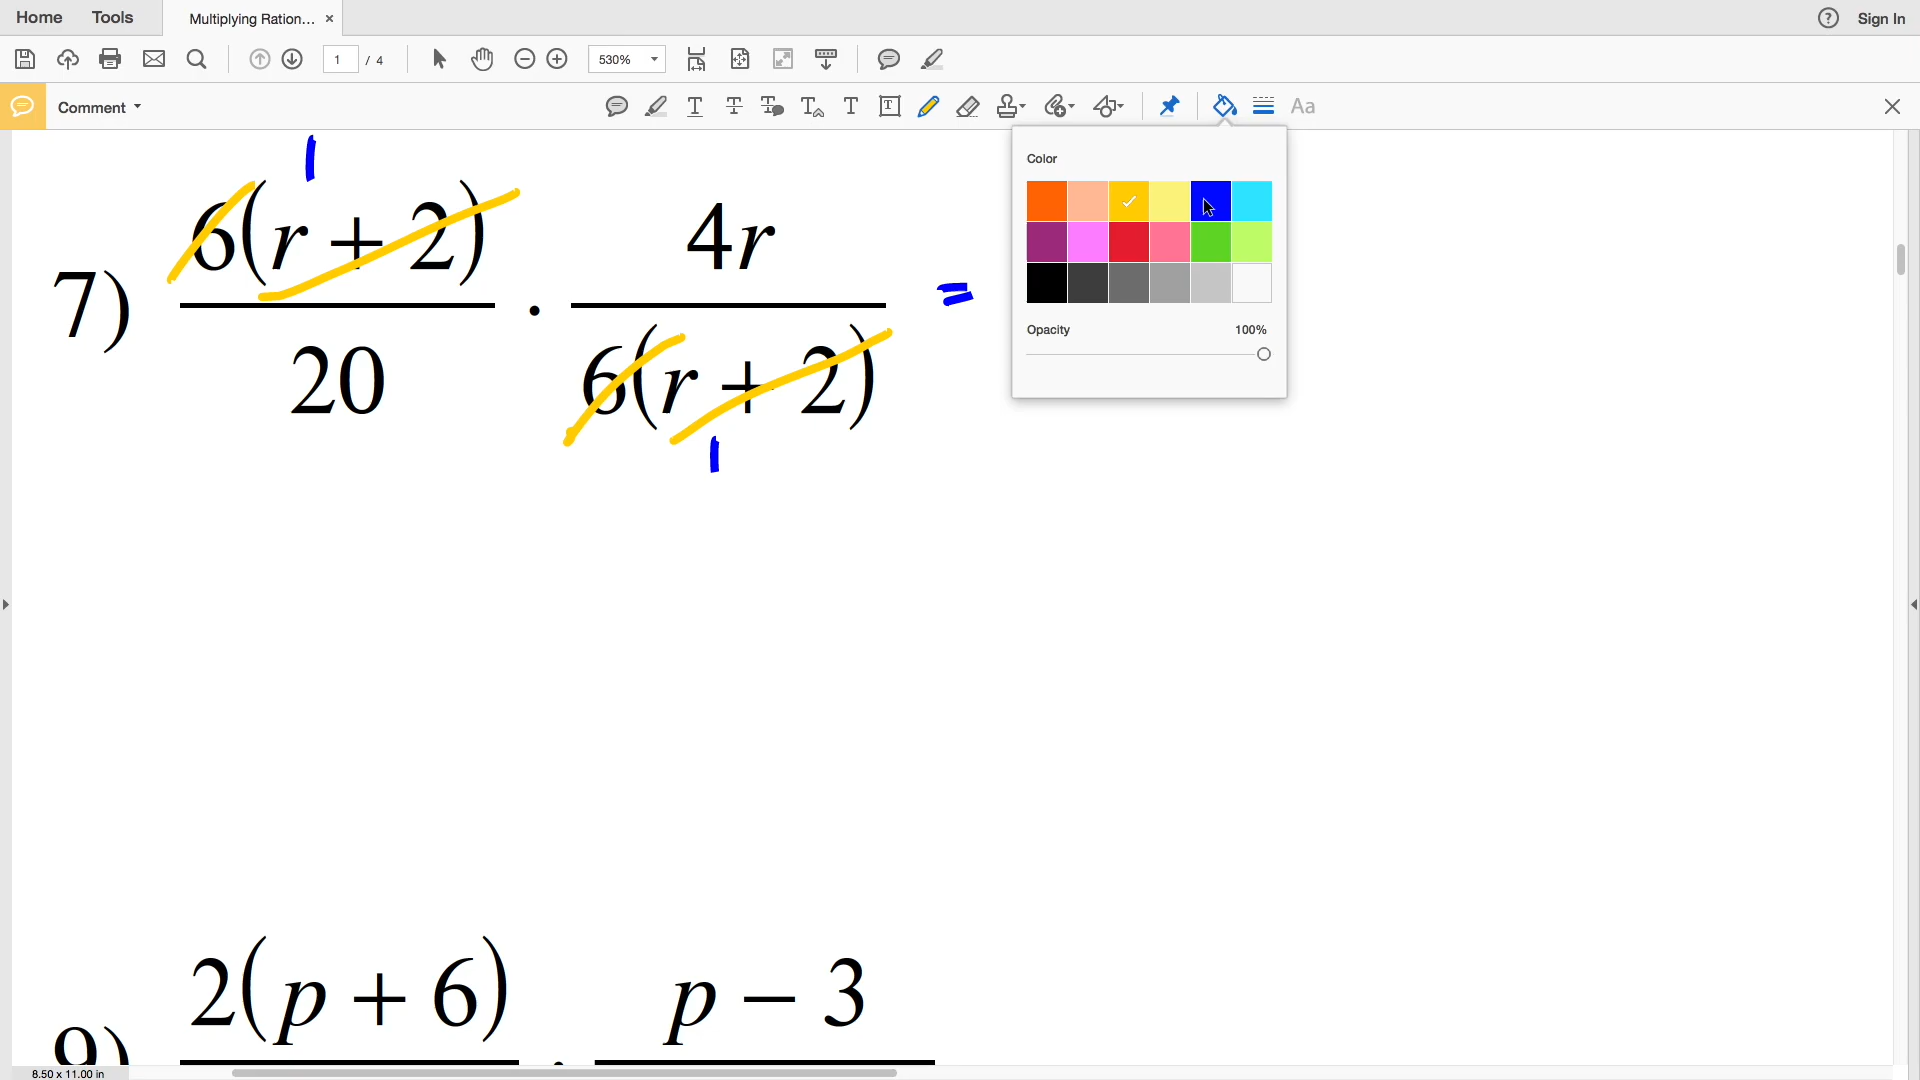 Home Tools Multiplying Ration... × ? Sign In
1 / 4 530%
Comment T T T T T T Aa
Color
Opacity 100%
1
7) 6(r + 2)/20 · 4r/6(r + 2) =
1
9) 2(p + 6) · p − 3
8.50 x 11.00 in